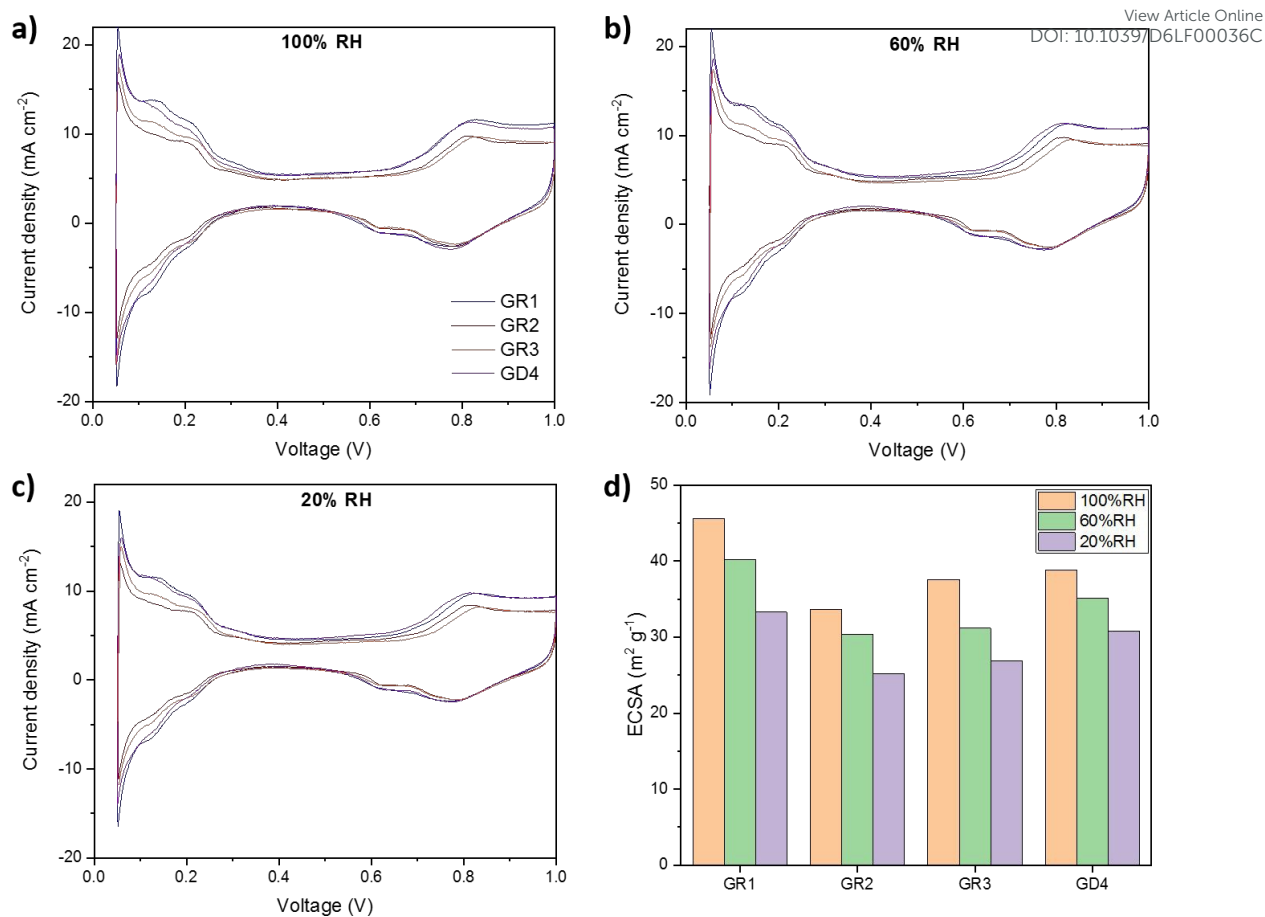 View Article Online
DOI: 10.1039/D6LF00036C
a)
100% RH
Current density (mA cm⁻²)
20
10
0
-10
-20
0.0 0.2 0.4 0.6 0.8 1.0
Voltage (V)
GR1
GR2
GR3
GD4
b)
60% RH
Current density (mA cm⁻²)
20
10
0
-10
-20
0.0 0.2 0.4 0.6 0.8 1.0
Voltage (V)
c)
20% RH
Current density (mA cm⁻²)
20
10
0
-10
-20
0.0 0.2 0.4 0.6 0.8 1.0
Voltage (V)
d)
ECSA (m² g⁻¹)
50
40
30
20
10
0
GR1 GR2 GR3 GD4
100%RH
60%RH
20%RH